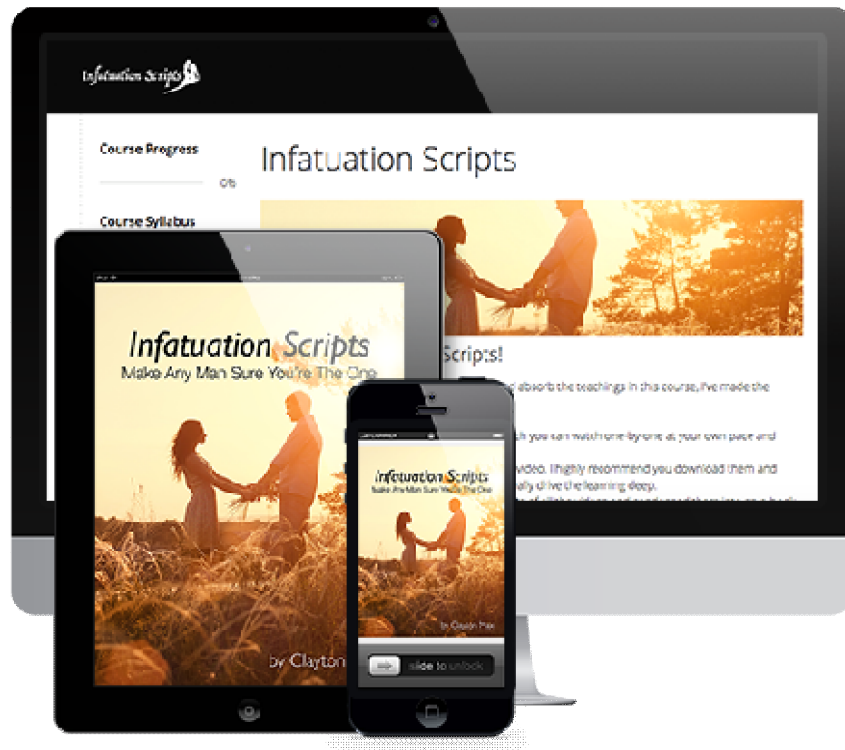 Infatuation Scripts
Course Progress
0%
Course Syllabus
Infatuation Scripts
Scripts!
absorb the teachings in this course, I've made the
you can watch one-by-one at your own pace and
video. I highly recommend you download them and
drive the learning deep.
Infatuation Scripts
Make Any Man Sure You're The One
by Clayton
Infatuation Scripts
Make Any Man Sure You're The One
by Clayton Max
slide to unlock